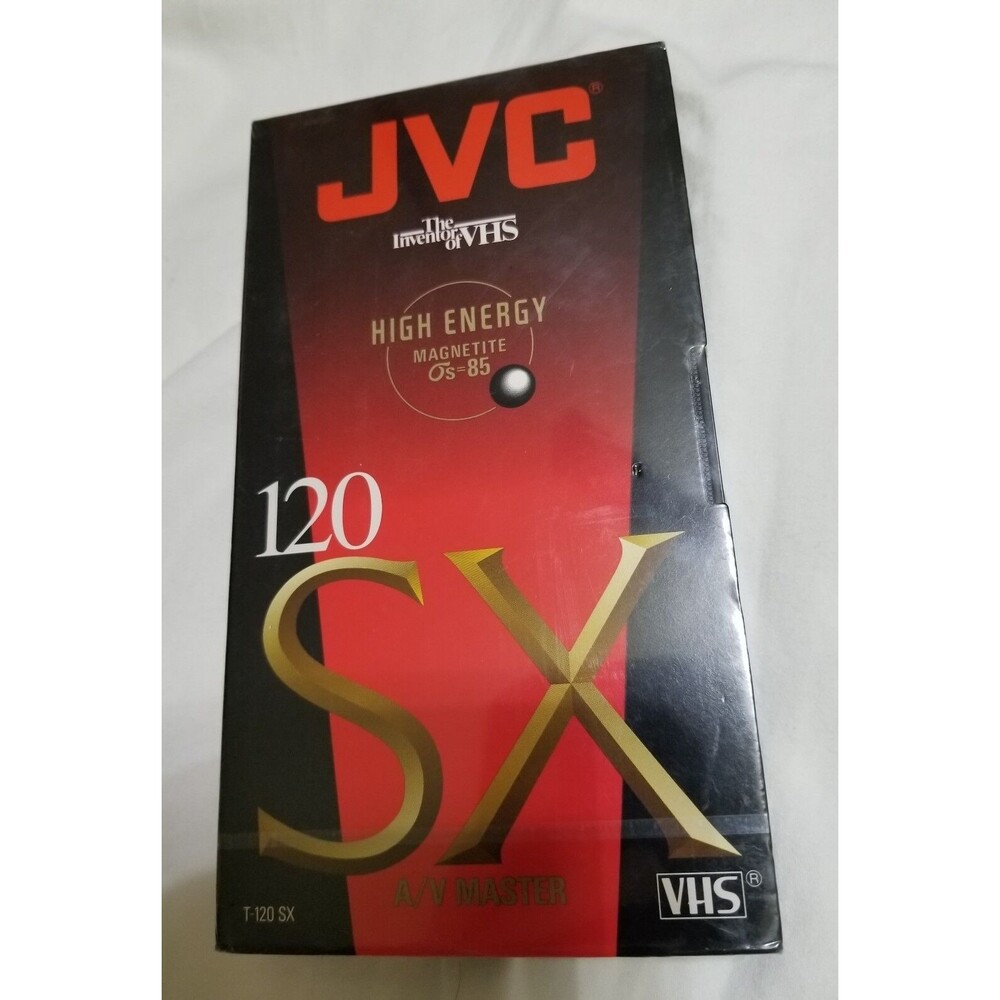 JVC®
The
Inventor of VHS
HIGH ENERGY
MAGNETITE
σs=85
120
SX
A/V MASTER
T-120 SX
VHS®